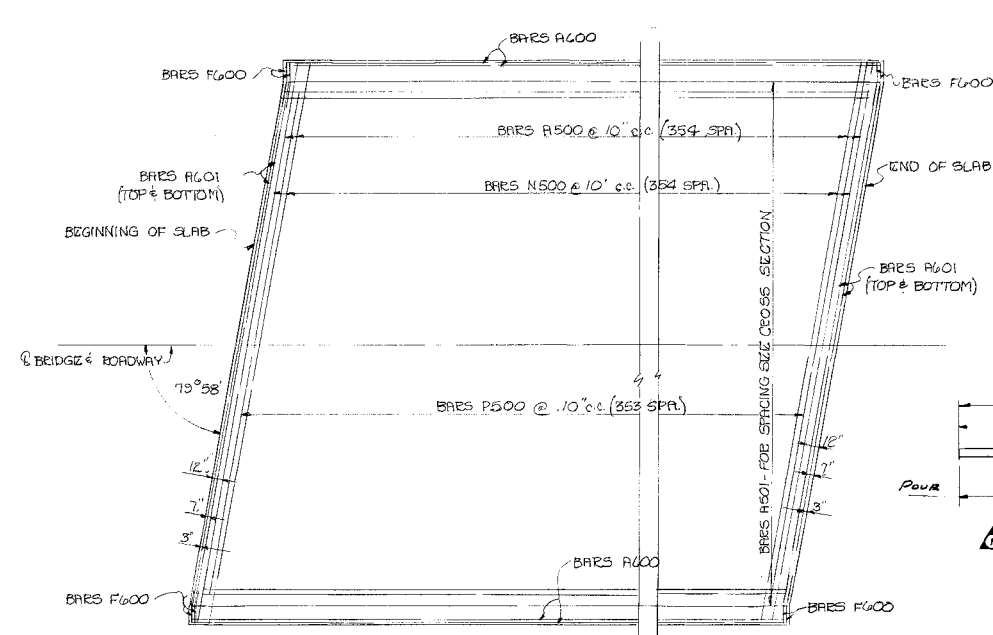 BARS A600
BARS F600
BARS F600
BARS A500 @ 10" c.c. (354 SPA.)
BARS A601
(TOP & BOTTOM)
BARS N500 @ 10" c.c. (354 SPA.)
END OF SLAB
BEGINNING OF SLAB
BARS A601
(TOP & BOTTOM)
BARS A501-FOR SPACING SEE CROSS SECTION
℄ BRIDGE & ROADWAY
79°58'
BARS P500 @ 10" c.c. (353 SPA.)
12"
7"
3"
12"
7"
3"
POUR
BARS A600
BARS F600
BARS F600